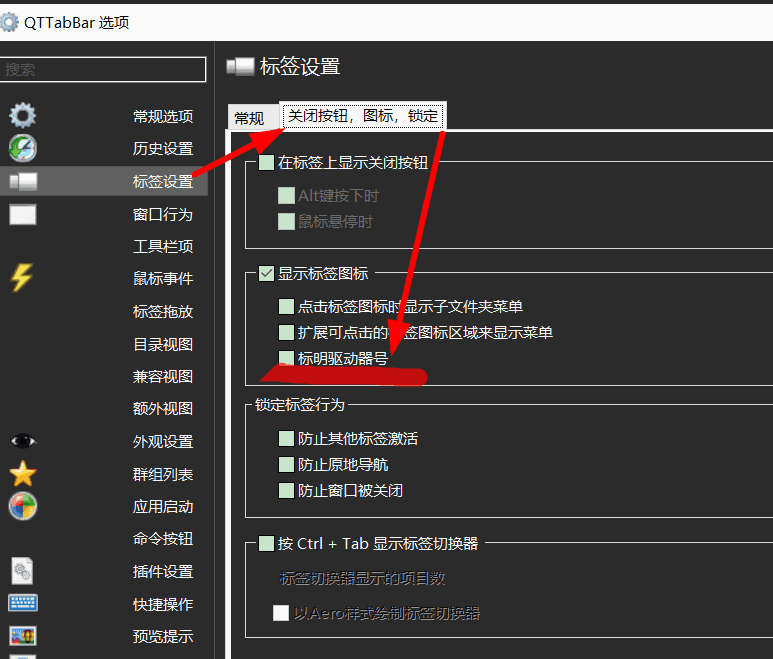 QTTabBar 选项
搜索
常规选项
历史设置
标签设置
窗口行为
工具栏项
鼠标事件
标签拖放
目录视图
兼容视图
额外视图
外观设置
群组列表
应用启动
命令按钮
插件设置
快捷操作
预览提示
标签设置
常规
关闭按钮，图标，锁定
在标签上显示关闭按钮
Alt键按下时
鼠标悬停时
显示标签图标
点击标签图标时显示子文件夹菜单
扩展可点击的标签图标区域来显示菜单
标明驱动器号
锁定标签行为
防止其他标签激活
防止原地导航
防止窗口被关闭
按 Ctrl + Tab 显示标签切换器
标签切换器显示的项目数
以Aero样式绘制标签切换器